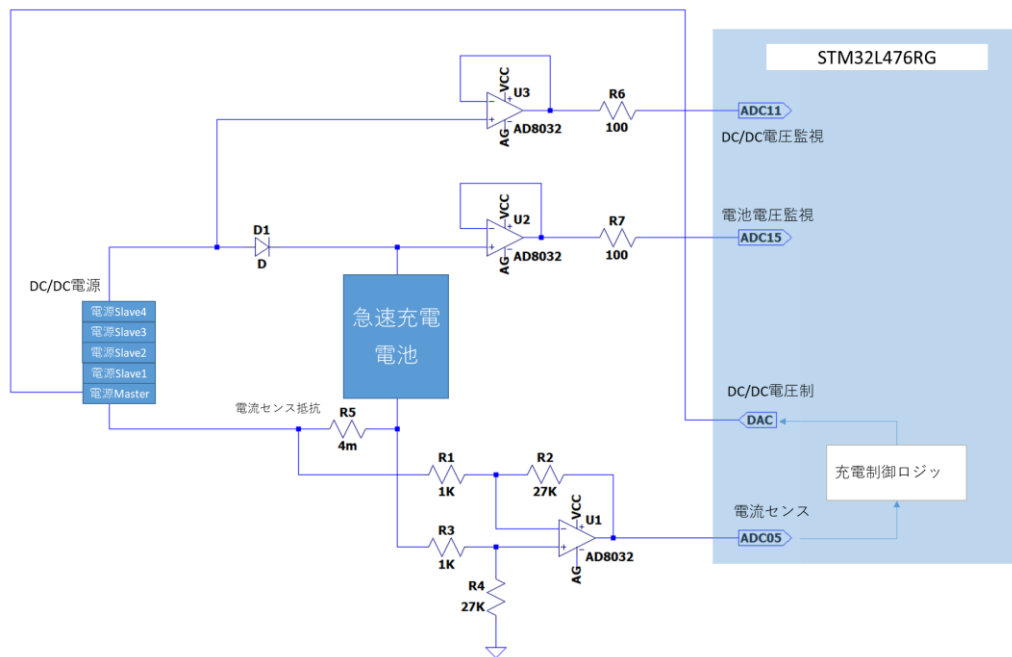 STM32L476RG
VCC
U3
AG
AD8032
R6
100
ADC11
DC/DC電圧監視
VCC
U2
AG
AD8032
R7
100
電池電圧監視
ADC15
D1
D
DC/DC電源
電源Slave4
電源Slave3
電源Slave2
電源Slave1
電源Master
急速充電
電池
電流センス抵抗
R5
4m
DC/DC電圧制
DAC
充電制御ロジッ
R1
1K
R2
27K
VCC
U1
AG
AD8032
R3
1K
R4
27K
電流センス
ADC05